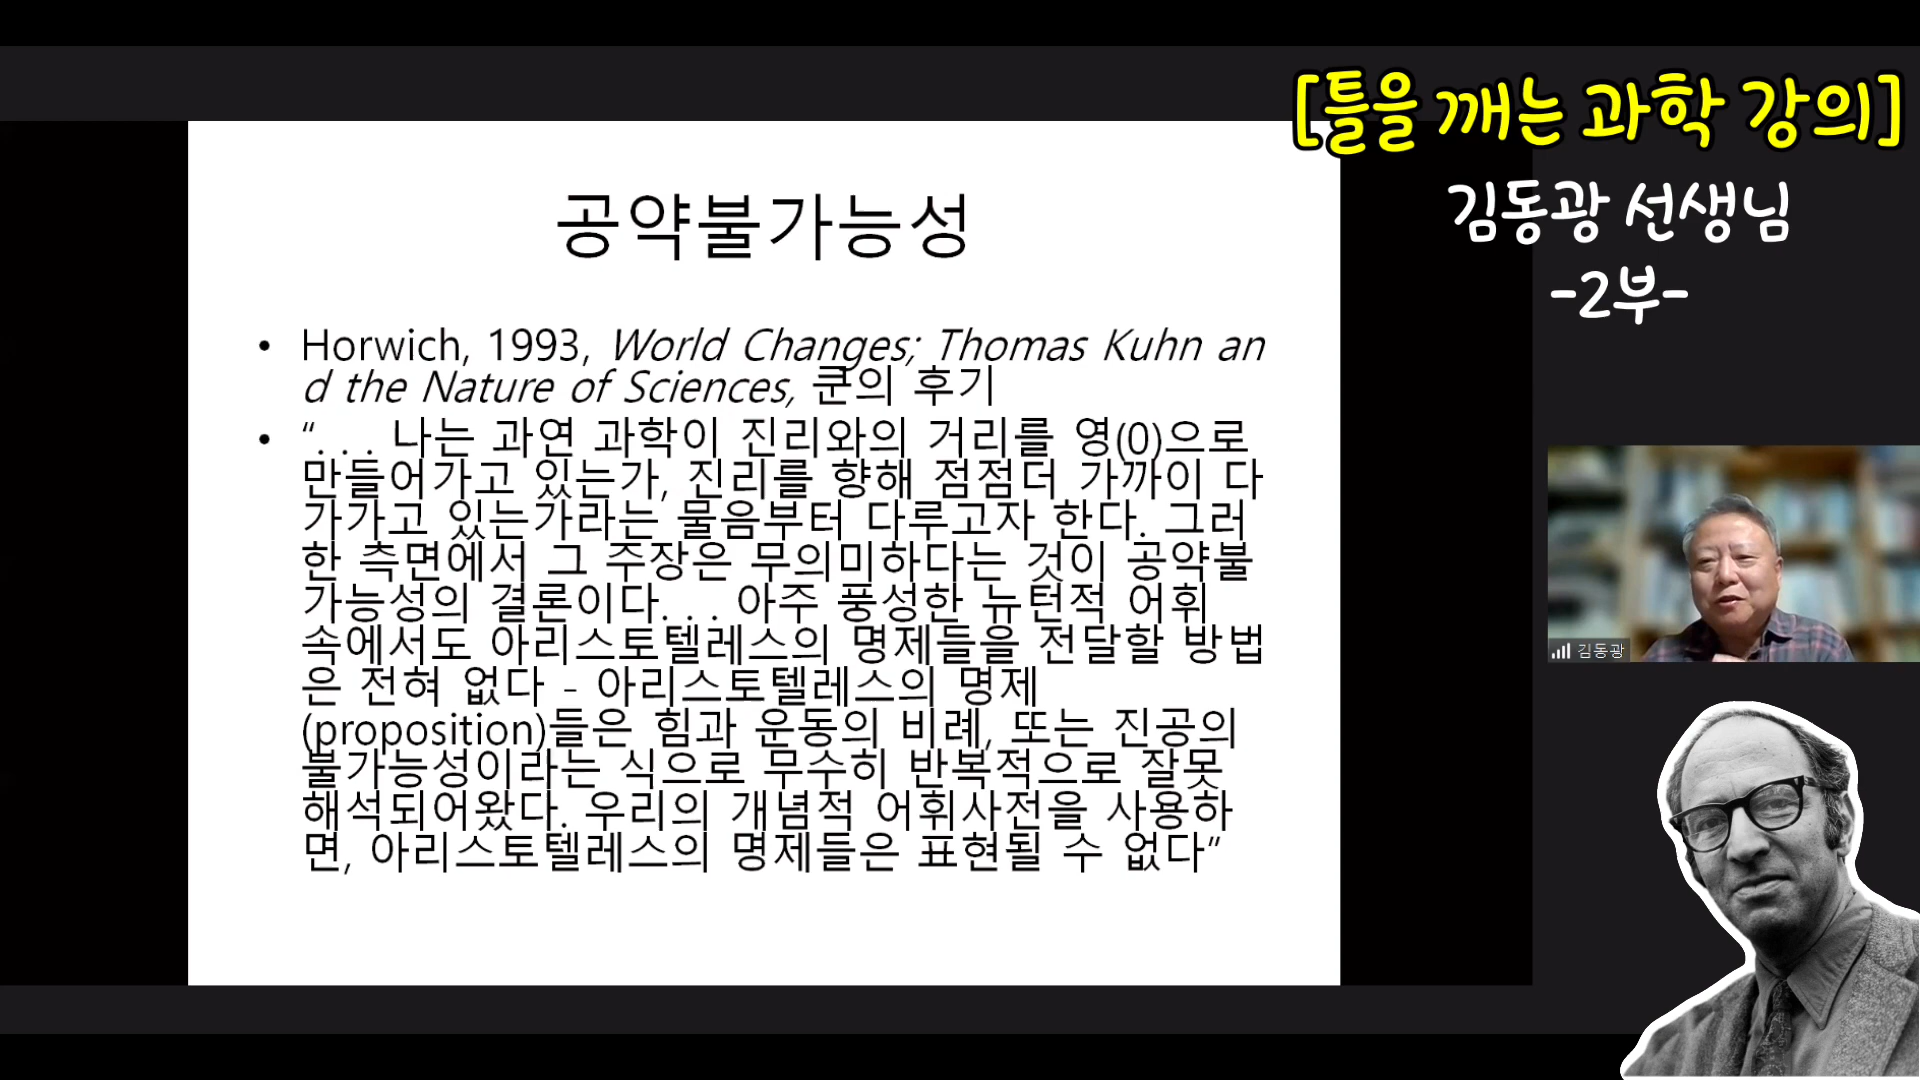 [틀을 깨는 과학 강의]
김동광 선생님
-2부-
공약불가능성
• Horwich, 1993, World Changes; Thomas Kuhn an
d the Nature of Sciences, 쿤의 후기
• “. . . 나는 과연 과학이 진리와의 거리를 영(0)으로
만들어가고 있는가, 진리를 향해 점점더 가까이 다
가가고 있는가라는 물음부터 다루고자 한다. 그러
한 측면에서 그 주장은 무의미하다는 것이 공약불
가능성의 결론이다. . . 아주 풍성한 뉴턴적 어휘
속에서도 아리스토텔레스의 명제들을 전달할 방법
은 전혀 없다 - 아리스토텔레스의 명제
(proposition)들은 힘과 운동의 비례, 또는 진공의
불가능성이라는 식으로 무수히 반복적으로 잘못
해석되어왔다. 우리의 개념적 어휘사전을 사용하
면, 아리스토텔레스의 명제들은 표현될 수 없다”
김동광